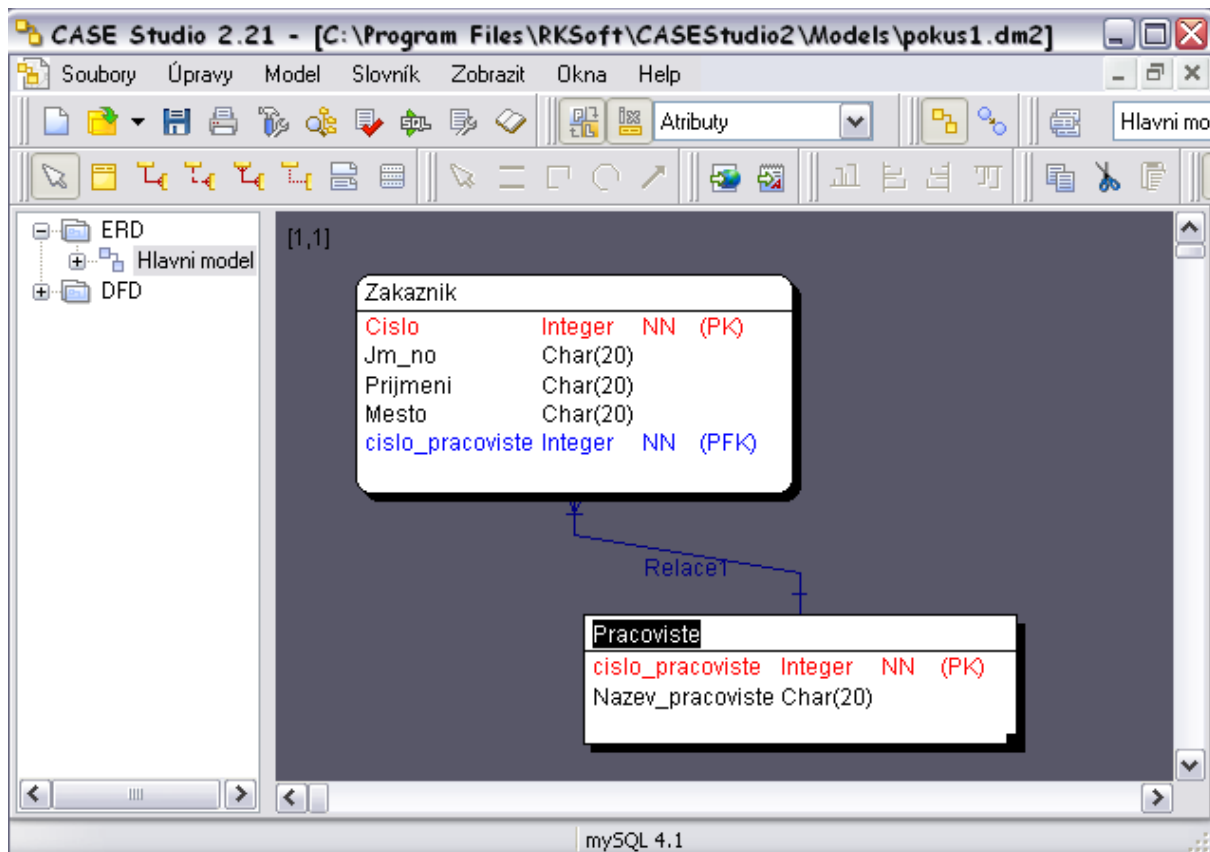 CASE Studio 2.21 - [C:\Program Files\RKSoft\CASEStudio2\Models\pokus1.dm2]
Soubory Úpravy Model Slovník Zobrazit Okna Help
SQL Atributy Hlavni mo
ERD
Hlavni model
DFD
[1,1]
Zakaznik
Cislo Integer NN (PK)
Jm_no Char(20)
Prijmeni Char(20)
Mesto Char(20)
cislo_pracoviste Integer NN (PFK)
Relace1
Pracoviste
cislo_pracoviste Integer NN (PK)
Nazev_pracoviste Char(20)
mySQL 4.1